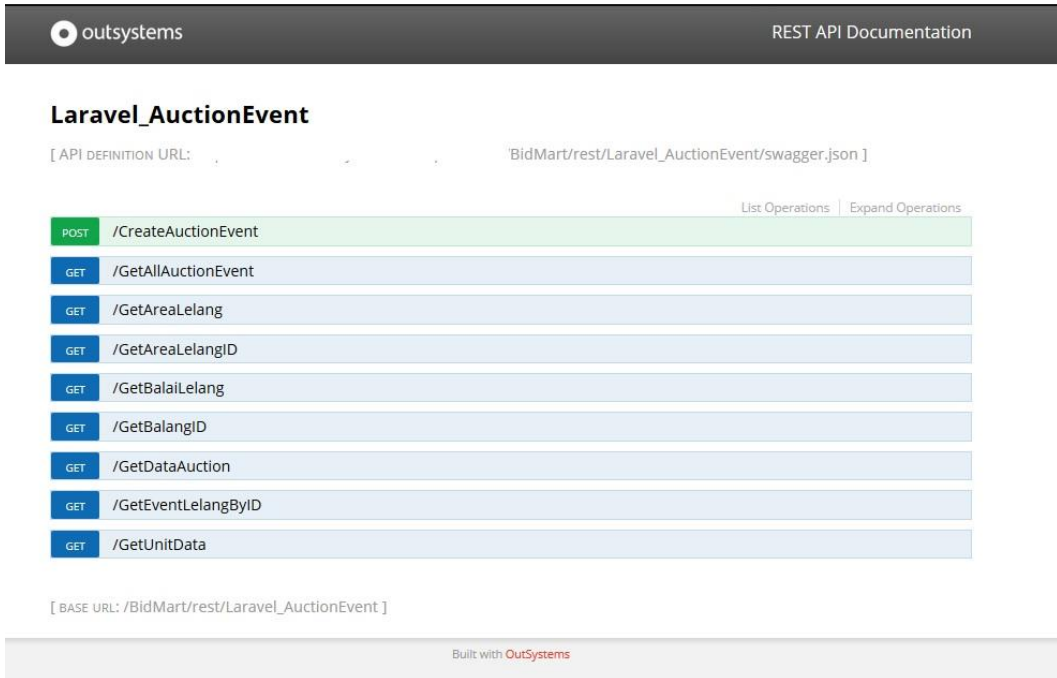 outsystems REST API Documentation
Laravel_AuctionEvent
[ API DEFINITION URL: /BidMart/rest/Laravel_AuctionEvent/swagger.json ]
List Operations | Expand Operations
POST /CreateAuctionEvent
GET /GetAllAuctionEvent
GET /GetAreaLelang
GET /GetAreaLelangID
GET /GetBalaiLelang
GET /GetBalangID
GET /GetDataAuction
GET /GetEventLelangByID
GET /GetUnitData
[ BASE URL: /BidMart/rest/Laravel_AuctionEvent ]
Built with OutSystems